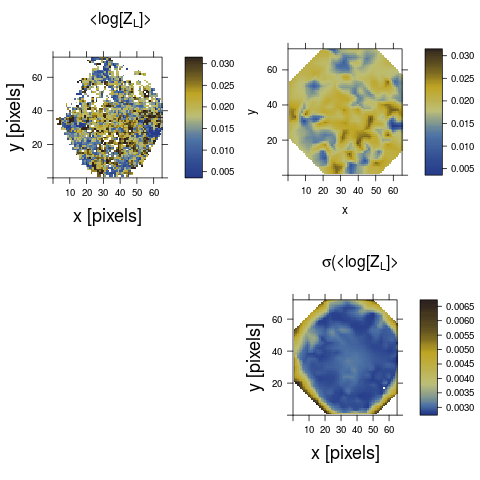 <log[Z_L]>
60
40
20
y [pixels]
10 20 30 40 50 60
x [pixels]
0.030
0.025
0.020
0.015
0.010
0.005
60
40
20
y
10 20 30 40 50 60
x
0.030
0.025
0.020
0.015
0.010
0.005
σ(<log[Z_L]>
60
40
20
y [pixels]
10 20 30 40 50 60
x [pixels]
0.0065
0.0060
0.0055
0.0050
0.0045
0.0040
0.0035
0.0030